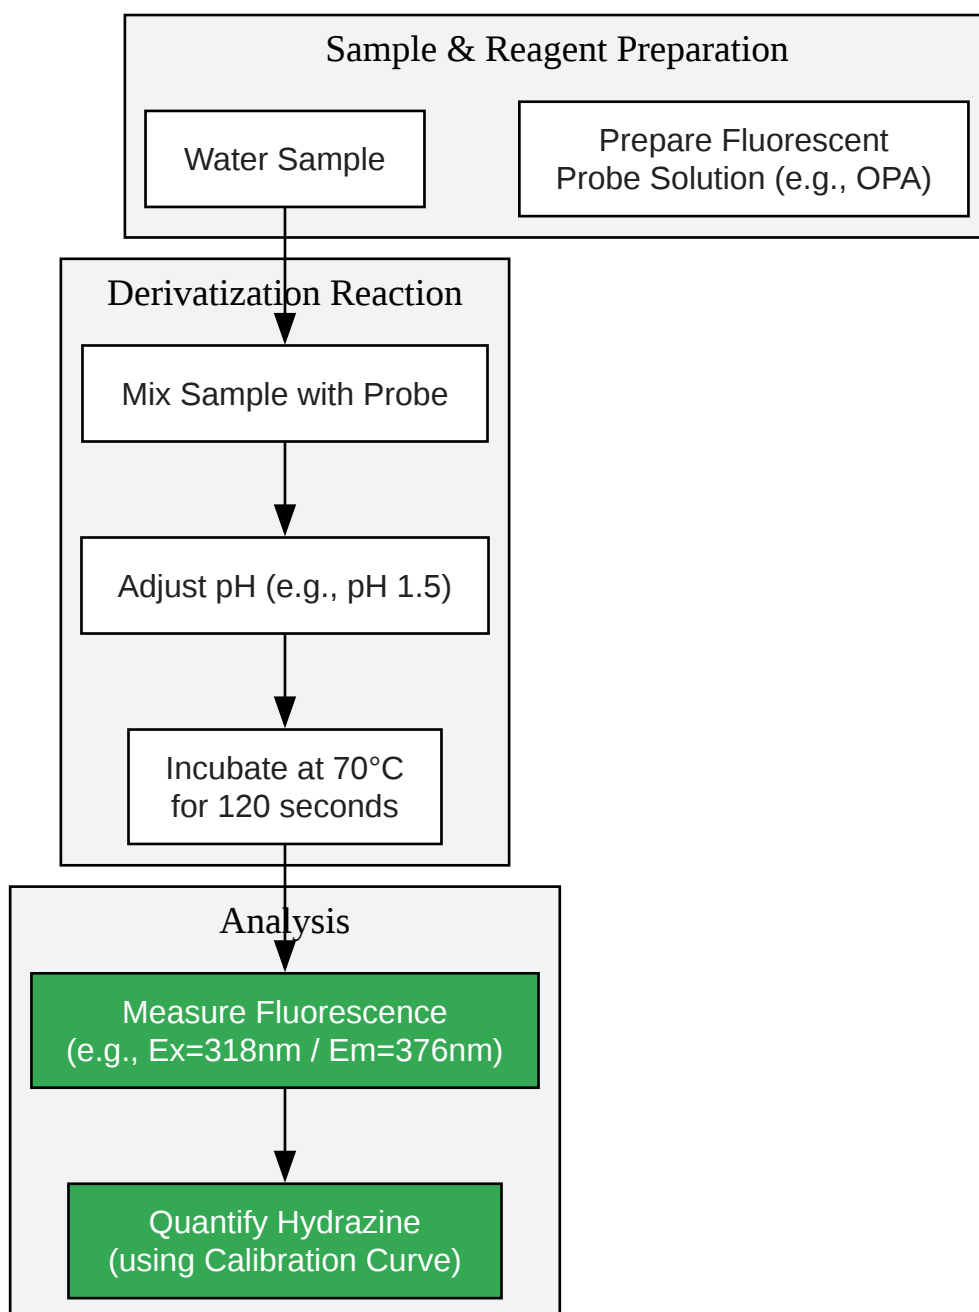 Sample & Reagent Preparation
Water Sample
Prepare Fluorescent
Probe Solution (e.g., OPA)
Derivatization Reaction
Mix Sample with Probe
Adjust pH (e.g., pH 1.5)
Incubate at 70°C
for 120 seconds
Analysis
Measure Fluorescence
(e.g., Ex=318nm / Em=376nm)
Quantify Hydrazine
(using Calibration Curve)